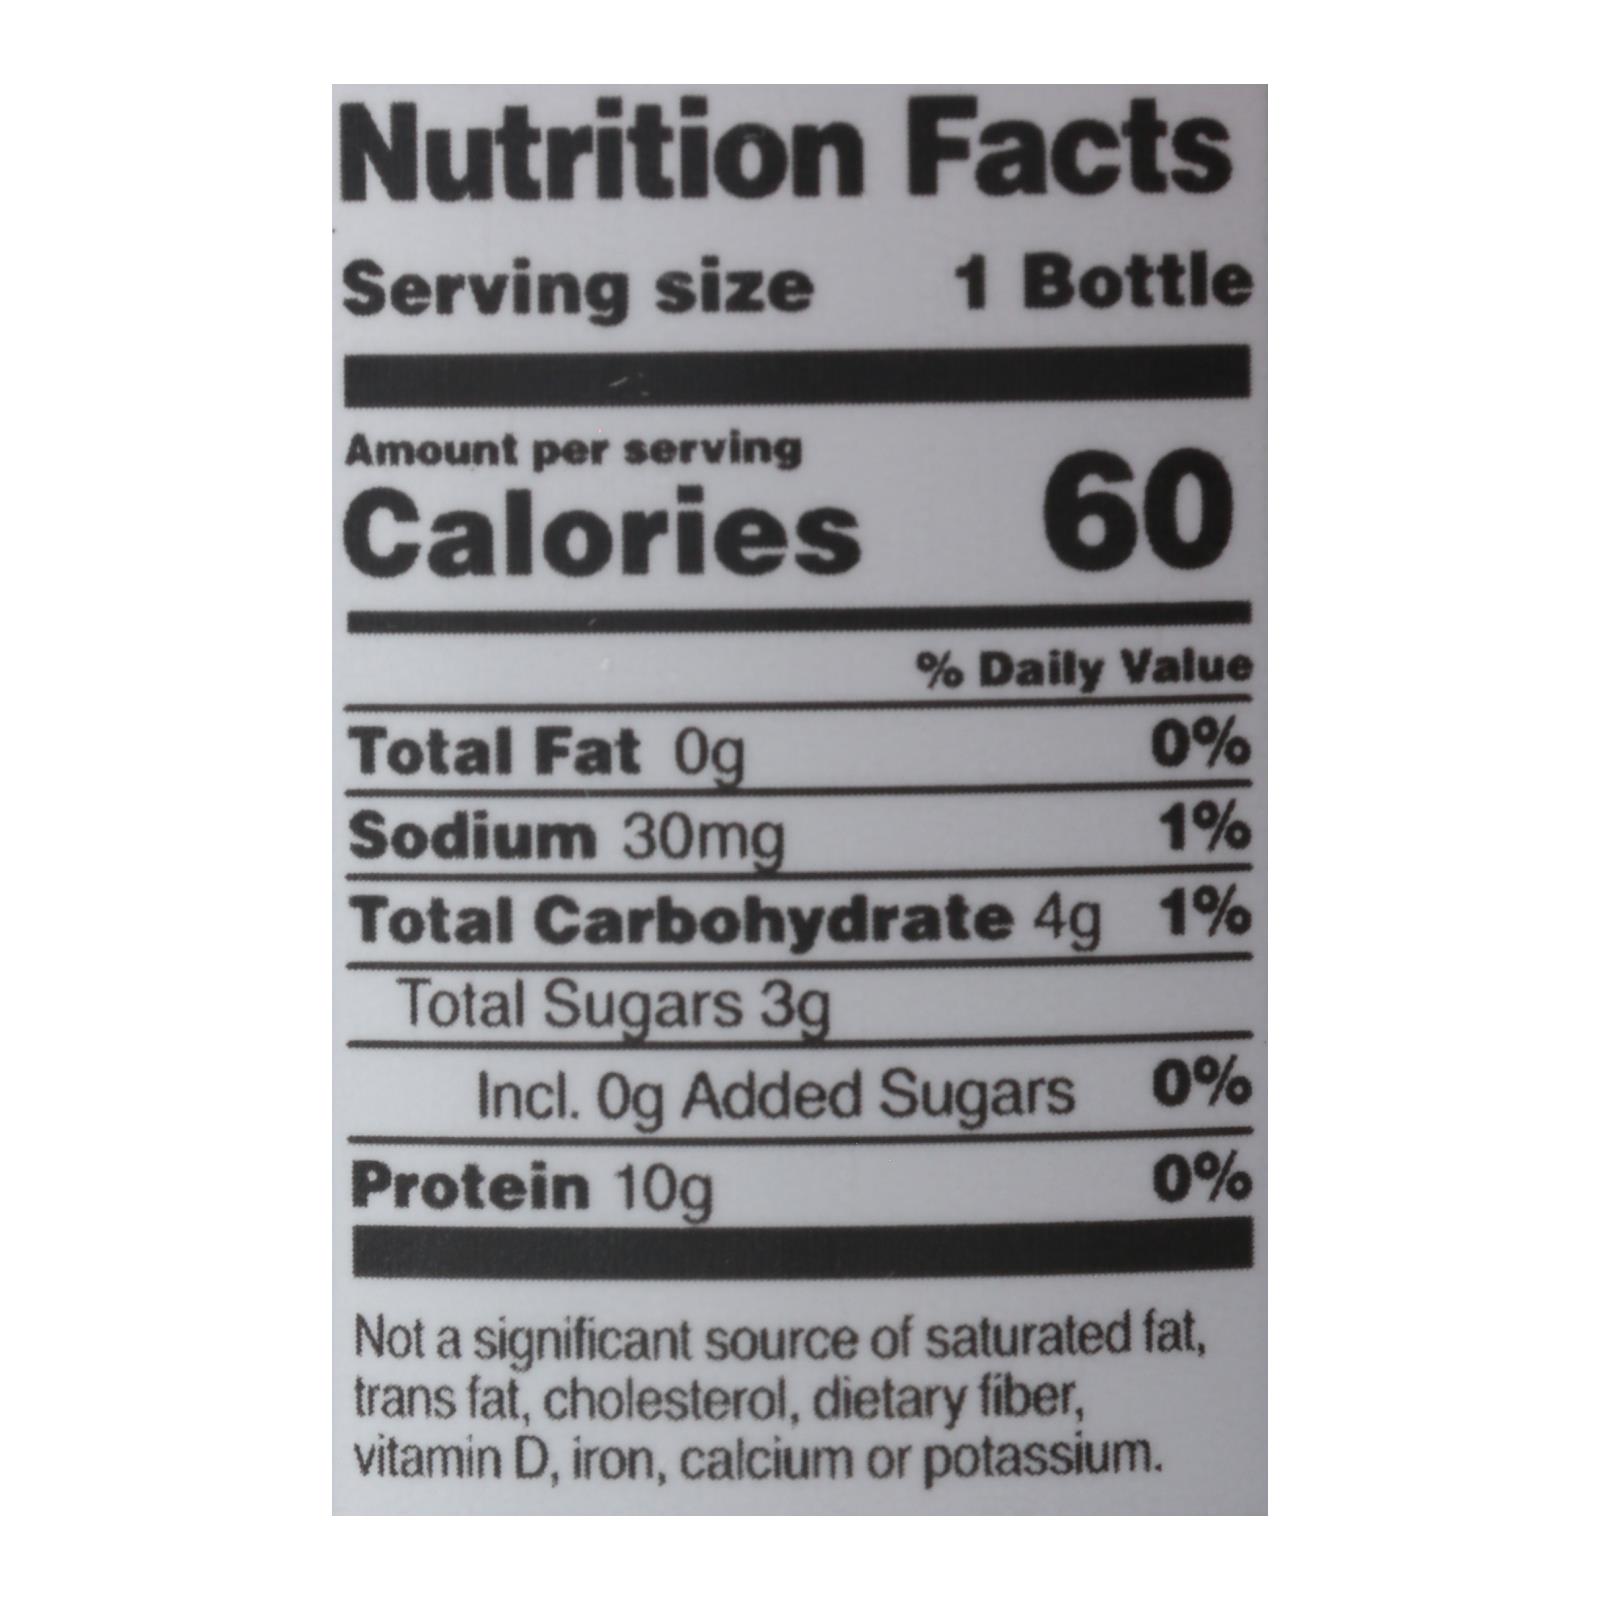 Nutrition Facts
Serving size 1 Bottle
Amount per serving
Calories 60
% Daily Value
Total Fat 0g 0%
Sodium 30mg 1%
Total Carbohydrate 4g 1%
Total Sugars 3g
Incl. 0g Added Sugars 0%
Protein 10g 0%
Not a significant source of saturated fat,
trans fat, cholesterol, dietary fiber,
vitamin D, iron, calcium or potassium.